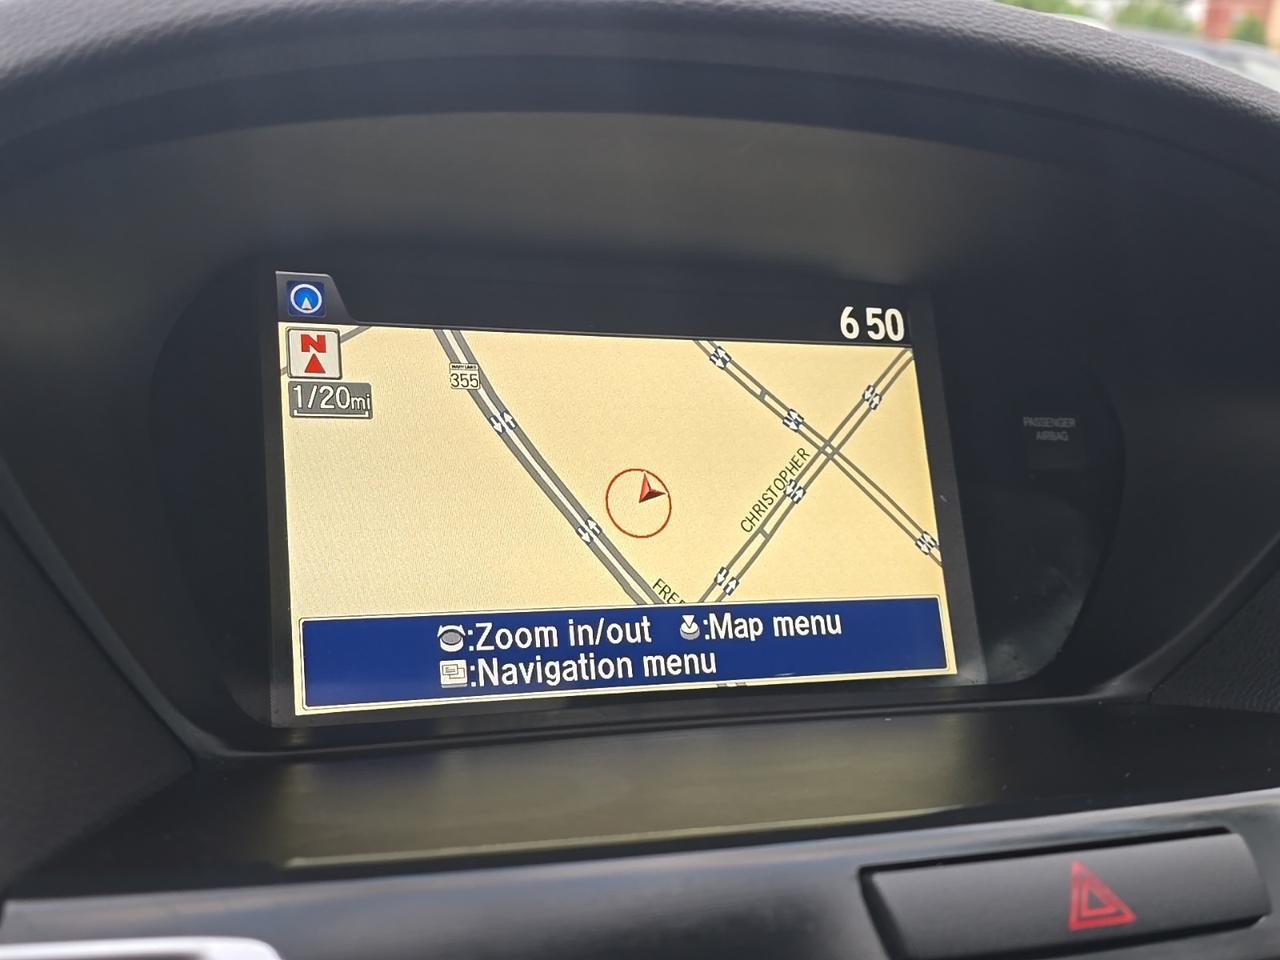 6 50
N
1/20mi
355
CHRISTOPHER
PASSENGER
AIRBAG
FRE
:Zoom in/out :Map menu
:Navigation menu